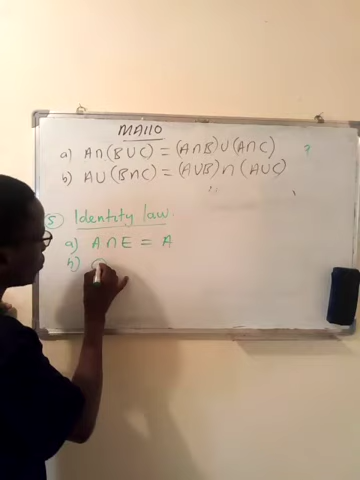 MA110
a) A∩(B∪C) = (A∩B)∪(A∩C) ?
b) A∪(B∩C) = (A∪B)∩(A∪C)
⑤ Identity law.
a) A∩E = A
b)